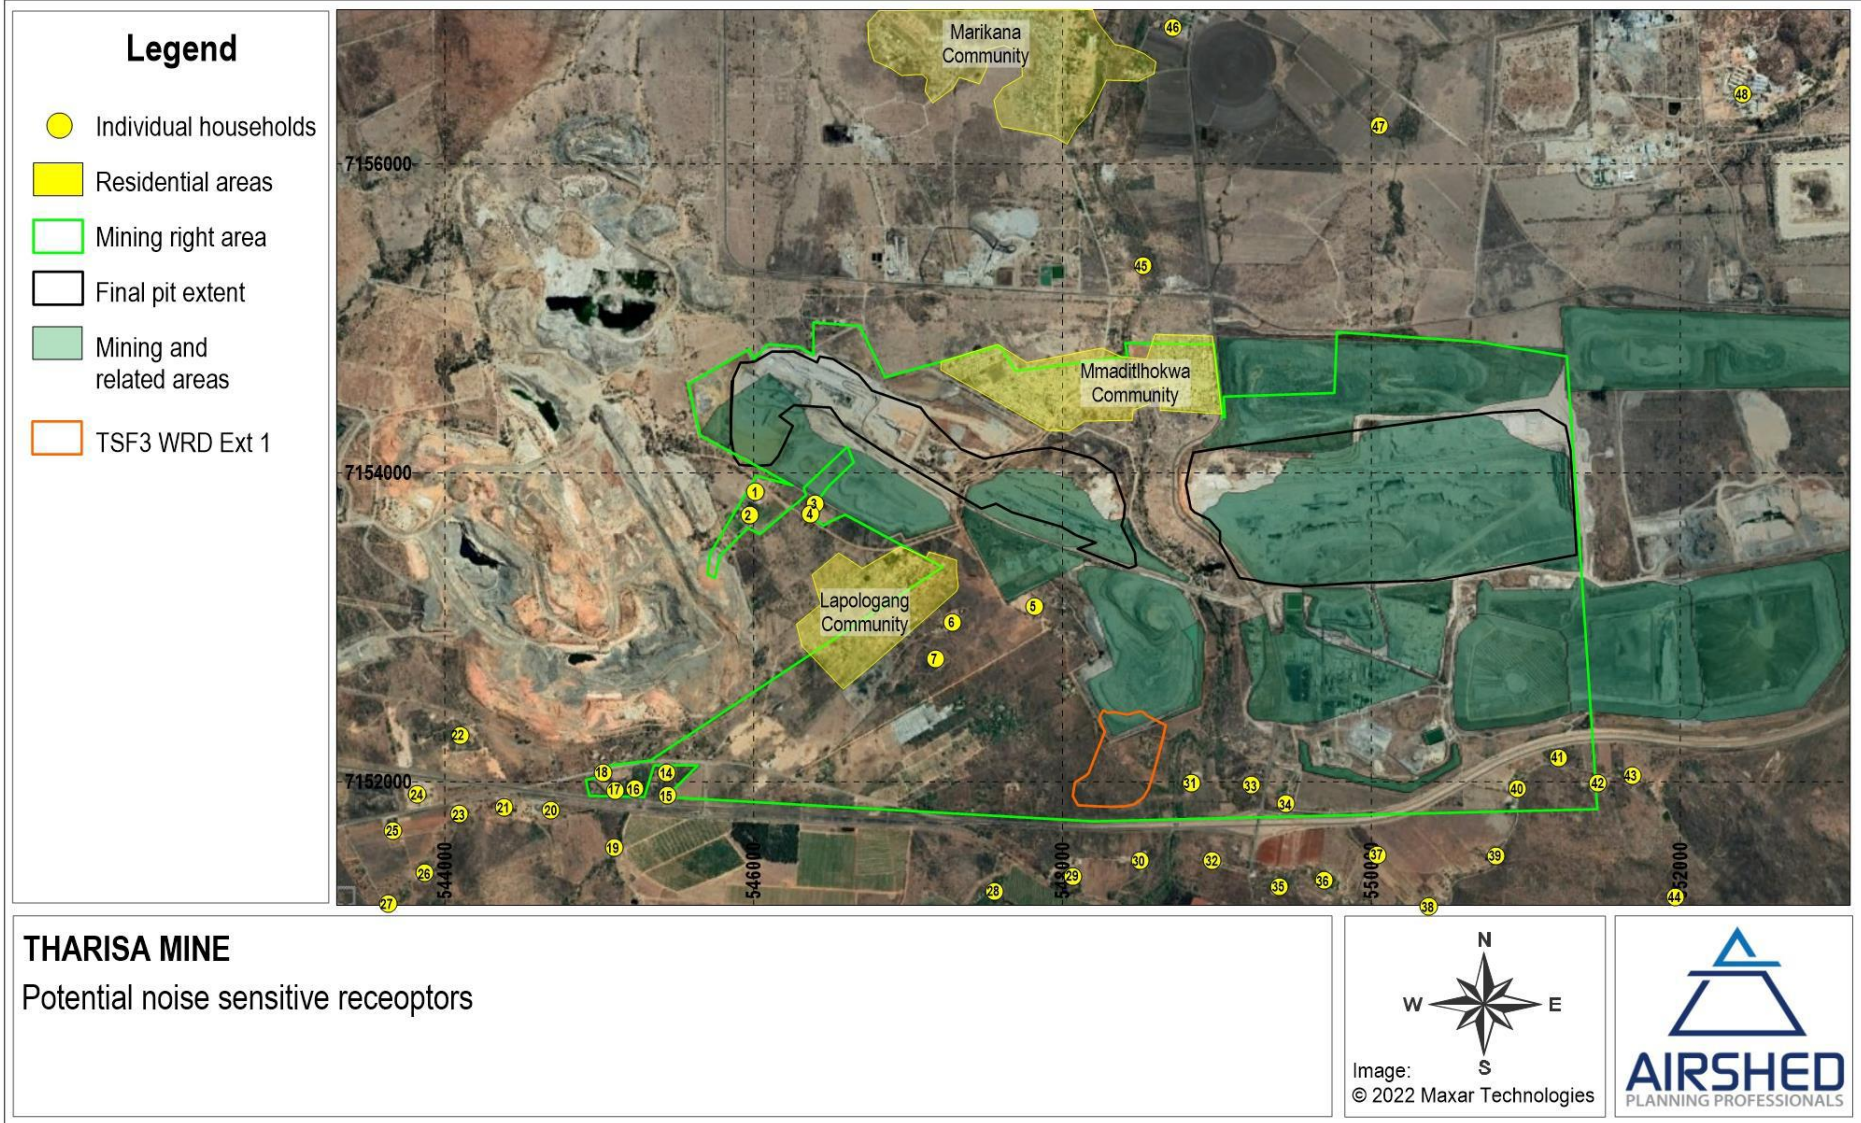 Legend
Individual households
Residential areas
Mining right area
Final pit extent
Mining and
related areas
TSF3 WRD Ext 1
Marikana
Community
46
48
47
7156000
45
Mmaditlhokwa
Community
7154000
1
2
3
4
Lapologang
Community
5
6
7
22
18
14
7152000
17
16
15
24
23
21
20
25
19
26
27
31
33
34
41
42
43
40
30
32
29
28
35
36
37
39
38
44
544000
546000
548000
550000
552000
THARISA MINE
Potential noise sensitive receoptors
N
W
E
S
Image:
© 2022 Maxar Technologies
AIRSHED
PLANNING PROFESSIONALS